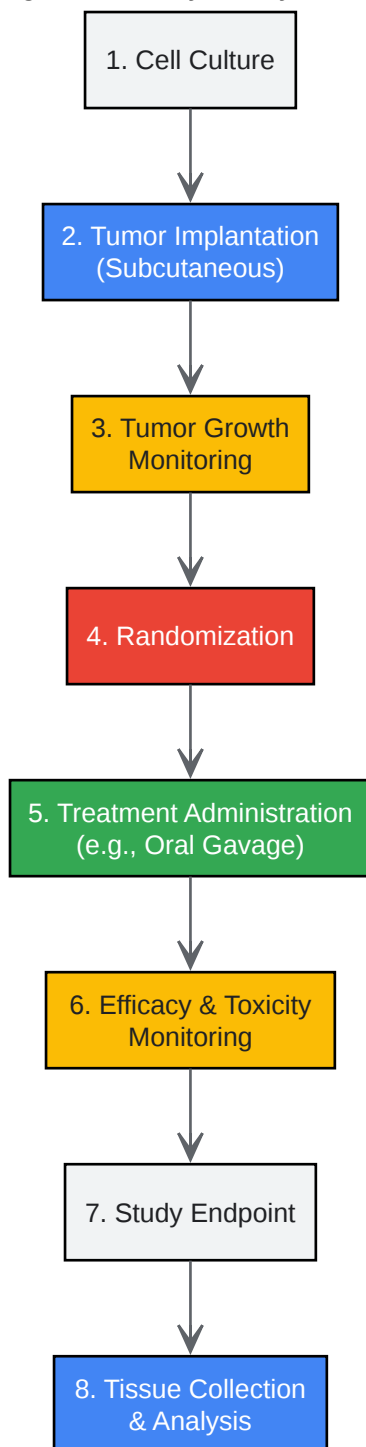 1. Cell Culture
2. Tumor Implantation
(Subcutaneous)
3. Tumor Growth
Monitoring
4. Randomization
5. Treatment Administration
(e.g., Oral Gavage)
6. Efficacy & Toxicity
Monitoring
7. Study Endpoint
8. Tissue Collection
& Analysis